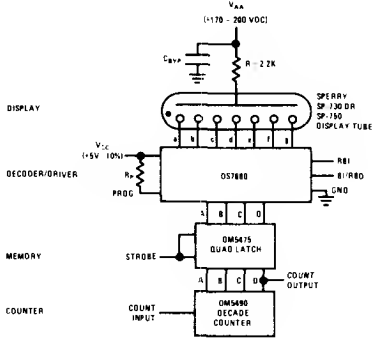 VAA
(+170 - 200 VDC)
CBYP
R = 2.2K
DISPLAY
SPERRY
SP-730 OR
SP-750
DISPLAY TUBE
a b c d e f g
VCC
(+5V 10%)
DECODER/DRIVER
RP
PROG
DS7880
RBI
BI/RBO
GND
A B C D
MEMORY
STROBE
DM5475
QUAD LATCH
A B C D
COUNT
OUTPUT
COUNTER
COUNT
INPUT
DM5490
DECADE
COUNTER